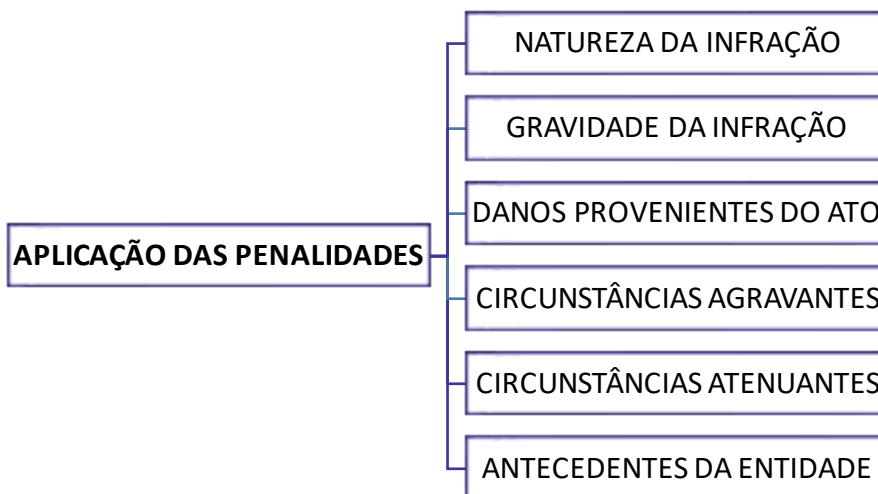 NATUREZA DA INFRAÇÃO
GRAVIDADE DA INFRAÇÃO
DANOS PROVENIENTES DO ATO
APLICAÇÃO DAS PENALIDADES
CIRCUNSTÂNCIAS AGRAVANTES
CIRCUNSTÂNCIAS ATENUANTES
ANTECEDENTES DA ENTIDADE